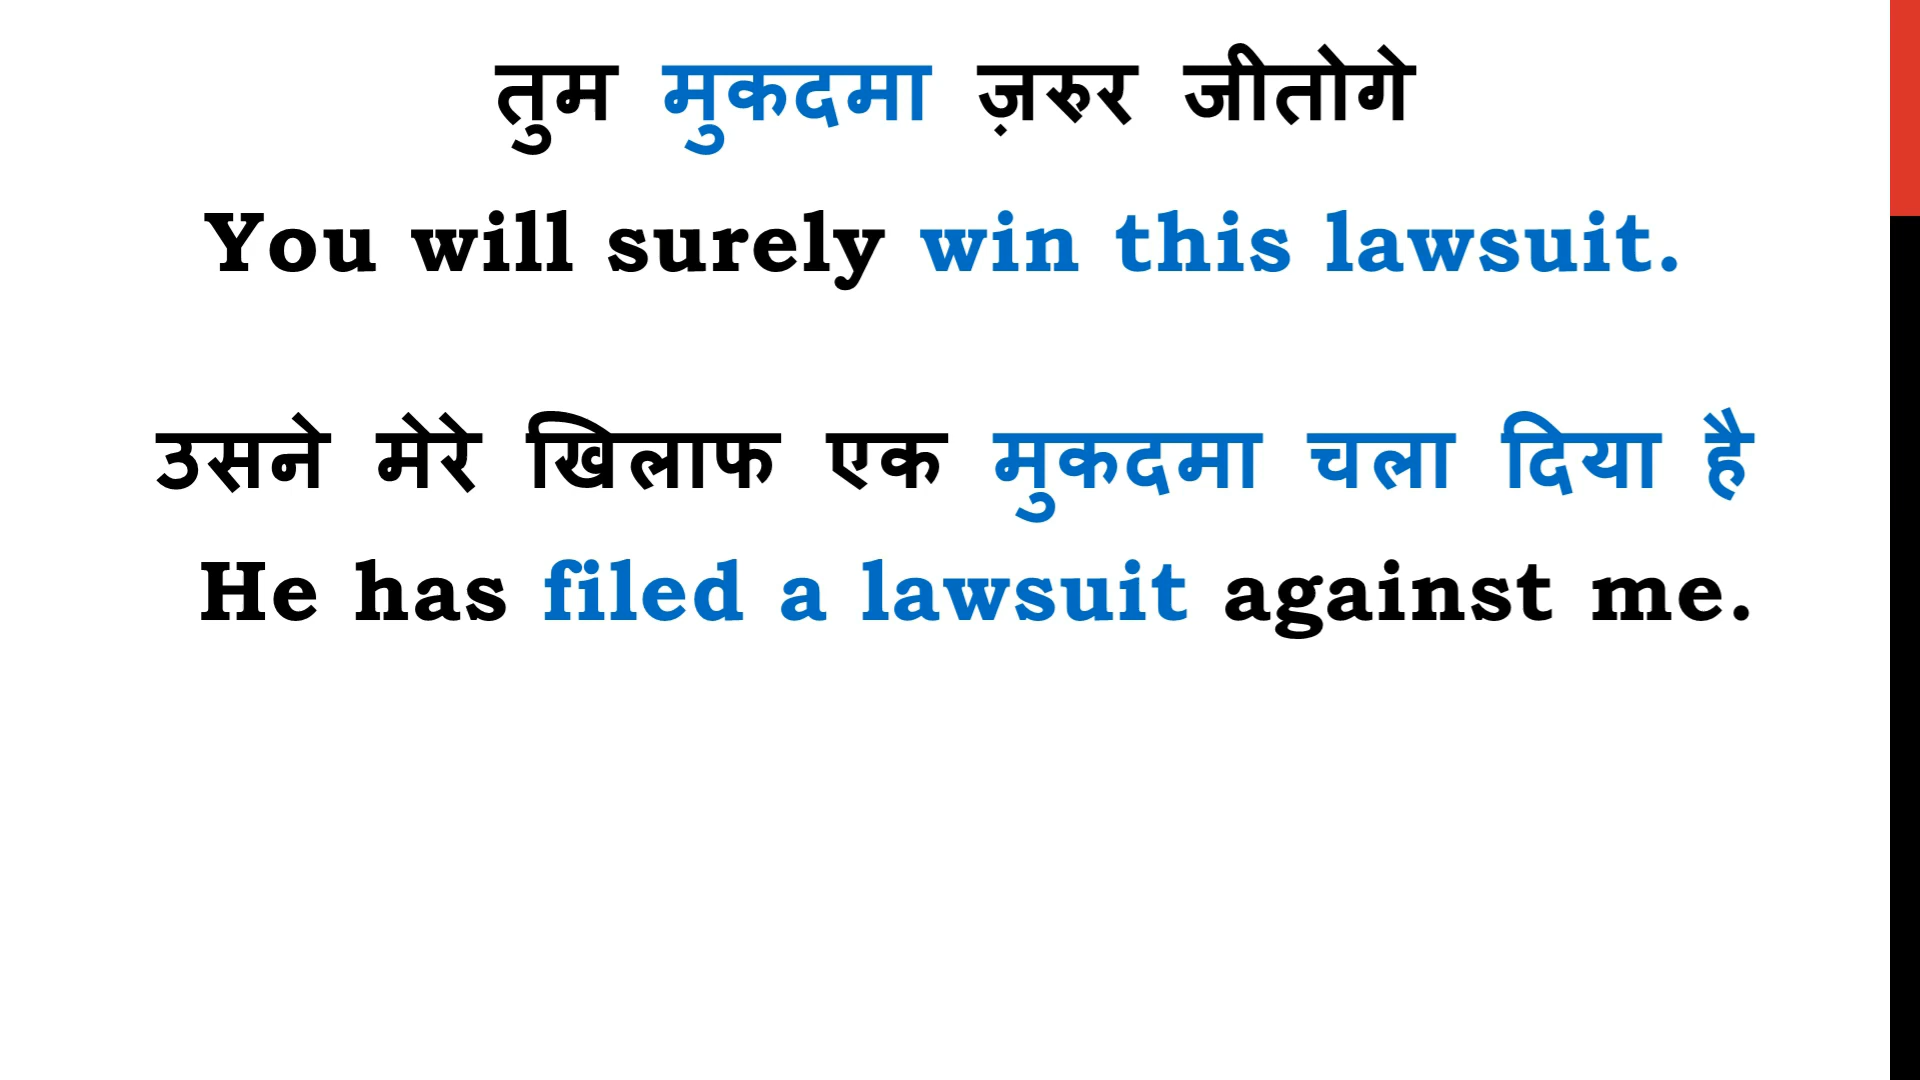 तुम मुकदमा ज़रुर जीतोगे
You will surely win this lawsuit.
उसने मेरे खिलाफ एक मुकदमा चला दिया है
He has filed a lawsuit against me.